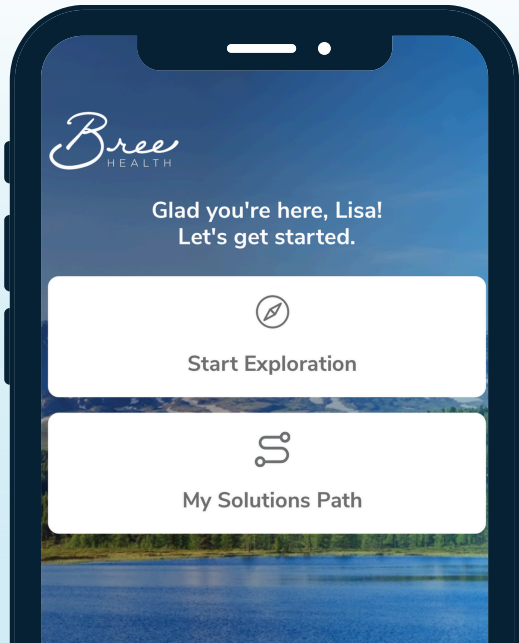 Bree
HEALTH
Glad you're here, Lisa!
Let's get started.
Start Exploration
My Solutions Path